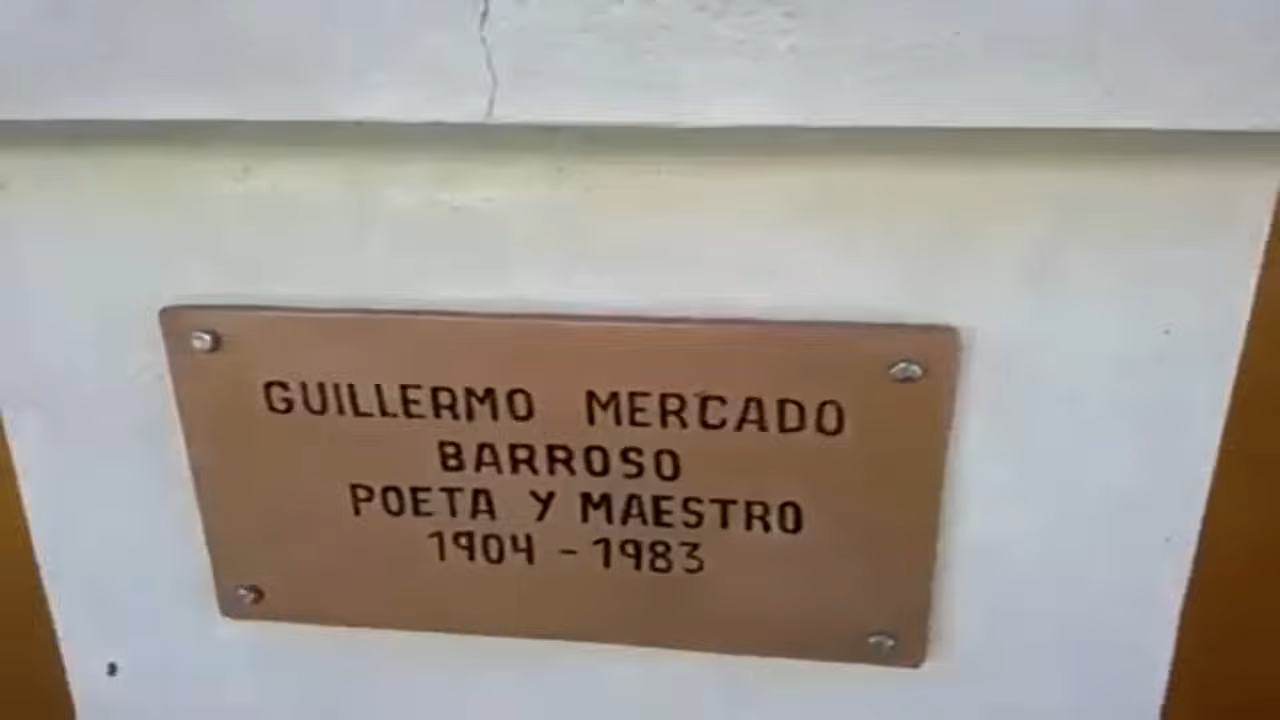 GUILLERMO MERCADO
BARROSO
POETA Y MAESTRO
1904 - 1983